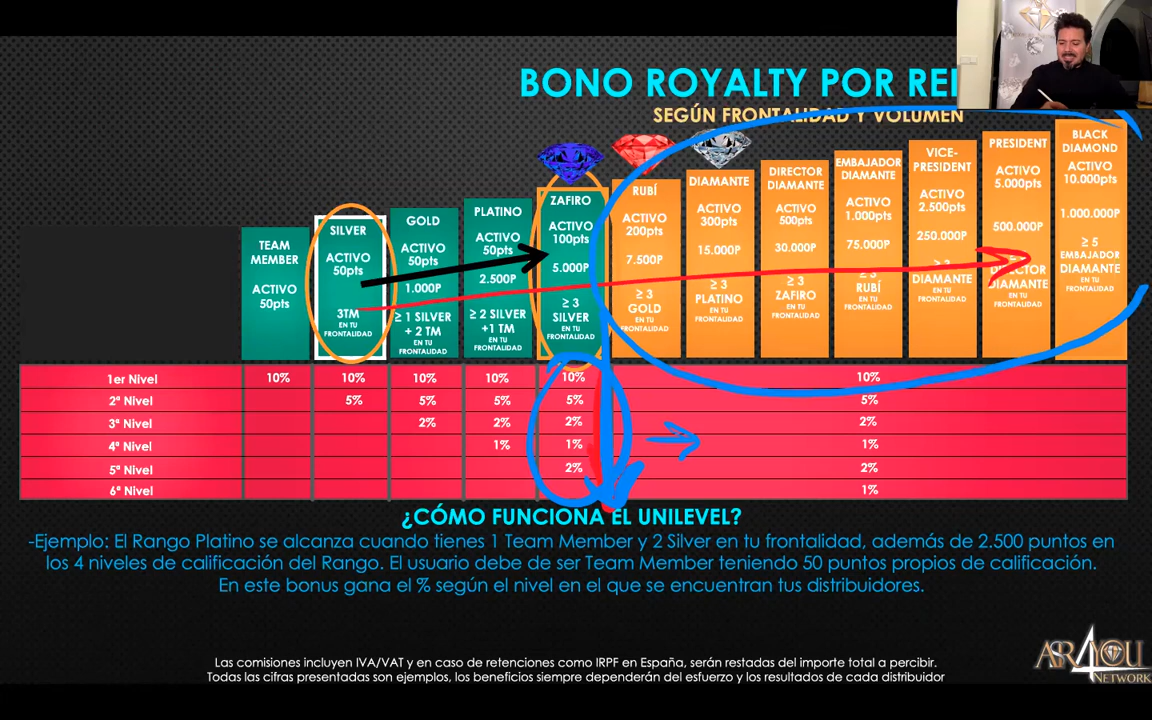 BONO ROYALTY POR
SEGÚN FRONTALIDAD Y VOLUMEN
TEAM
MEMBER
ACTIVO
50pts
SILVER
ACTIVO
50pts
3TM
EN TU
FRONTALIDAD
GOLD
ACTIVO
50pts
1.000P
≥ 1 SILVER
+ 2 TM
EN TU
FRONTALIDAD
PLATINO
ACTIVO
50pts
2.500P
≥ 2 SILVER
+1 TM
EN TU
FRONTALIDAD
ZAFIRO
ACTIVO
100pts
5.000P
≥ 3
SILVER
EN TU
FRONTALIDAD
RUBÍ
ACTIVO
200pts
7.500P
≥ 3
GOLD
EN TU
FRONTALIDAD
DIAMANTE
ACTIVO
300pts
15.000P
≥ 3
PLATINO
EN TU
FRONTALIDAD
DIRECTOR
DIAMANTE
ACTIVO
500pts
30.000P
≥ 3
ZAFIRO
EN TU
FRONTALIDAD
EMBAJADOR
DIAMANTE
ACTIVO
1.000pts
75.000P
≥ 3
RUBÍ
EN TU
FRONTALIDAD
VICE-
PRESIDENT
ACTIVO
2.500pts
250.000P
DIAMANTE
EN TU
FRONTALIDAD
PRESIDENT
ACTIVO
5.000pts
500.000P
DIRECTOR
DIAMANTE
EN TU
FRONTALIDAD
BLACK
DIAMOND
ACTIVO
10.000pts
1.000.000P
≥ 5
EMBAJADOR
DIAMANTE
EN TU
FRONTALIDAD
1er Nivel 10% 10% 10% 10% 10% 10%
2ª Nivel 5% 5% 5% 5% 5%
3ª Nivel 2% 2% 2% 2%
4ª Nivel 1% 1% 1%
5ª Nivel 2% 2%
6ª Nivel 1%
¿CÓMO FUNCIONA EL UNILEVEL?
-Ejemplo: El Rango Platino se alcanza cuando tienes 1 Team Member y 2 Silver en tu frontalidad, además de 2.500 puntos en
los 4 niveles de calificación del Rango. El usuario debe de ser Team Member teniendo 50 puntos propios de calificación.
En este bonus gana el % según el nivel en el que se encuentran tus distribuidores.
Las comisiones incluyen IVA/VAT y en caso de retenciones como IRPF en España, serán restadas del importe total a percibir.
Todas las cifras presentadas son ejemplos, los beneficios siempre dependerán del esfuerzo y los resultados de cada distribuidor
NETWORK